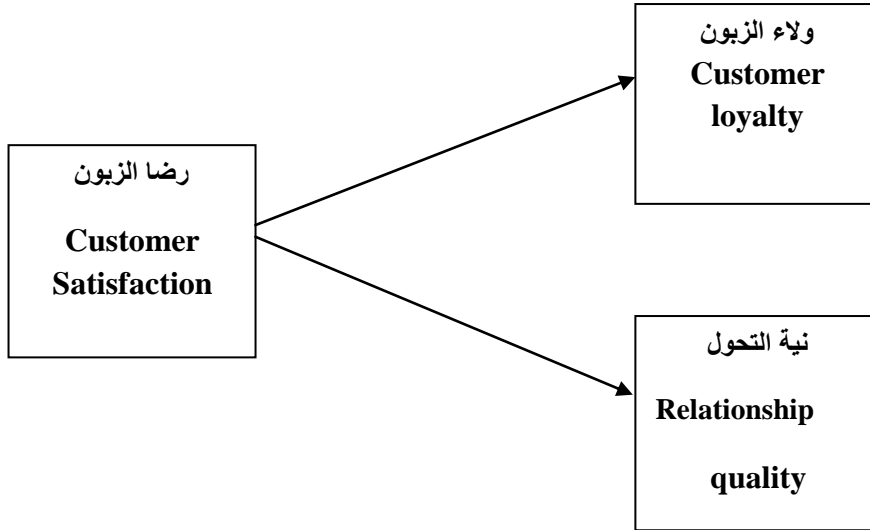 ولاء الزبون
Customer
loyalty
رضا الزبون
Customer
Satisfaction
نية التحول
Relationship
quality